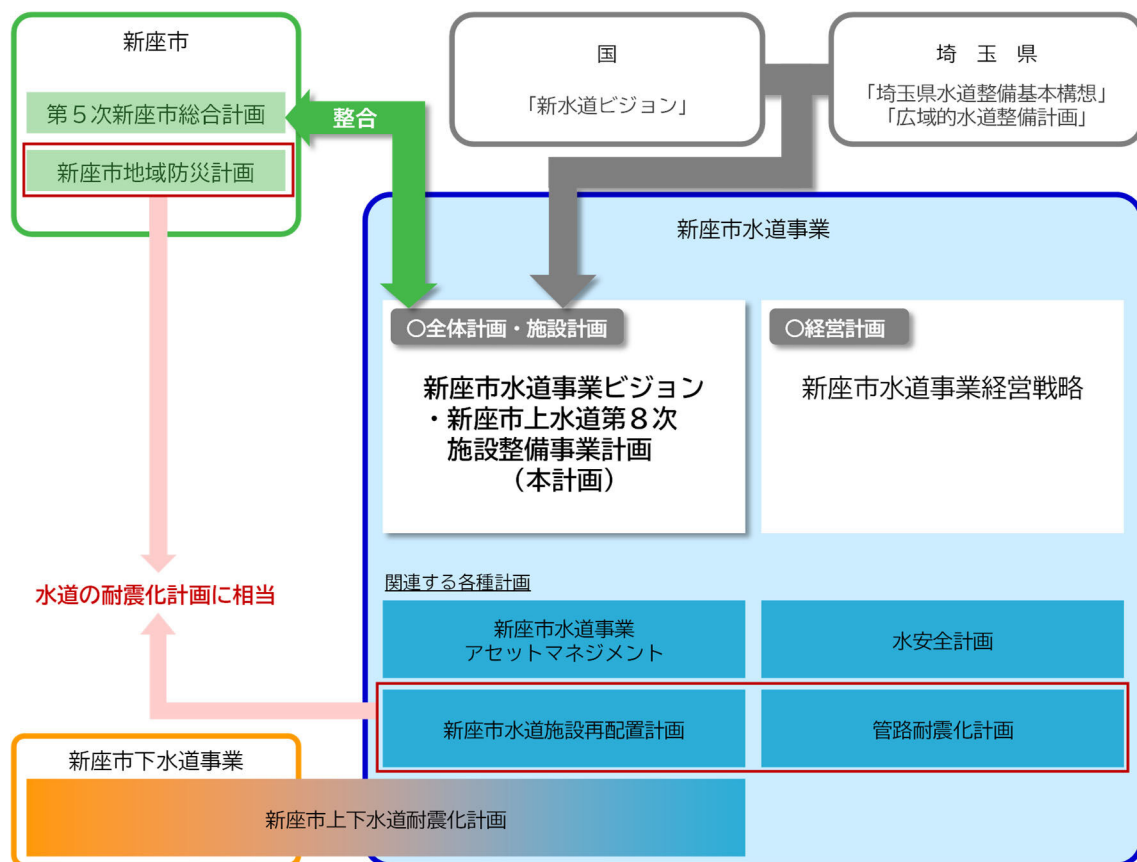 新座市
第５次新座市総合計画
新座市地域防災計画
整合
国
「新水道ビジョン」
埼　玉　県
「埼玉県水道整備基本構想」
「広域的水道整備計画」
新座市水道事業
〇全体計画・施設計画
新座市水道事業ビジョン
・新座市上水道第８次
施設整備事業計画
（本計画）
〇経営計画
新座市水道事業経営戦略
水道の耐震化計画に相当
関連する各種計画
新座市水道事業
アセットマネジメント
水安全計画
新座市水道施設再配置計画
管路耐震化計画
新座市下水道事業
新座市上下水道耐震化計画